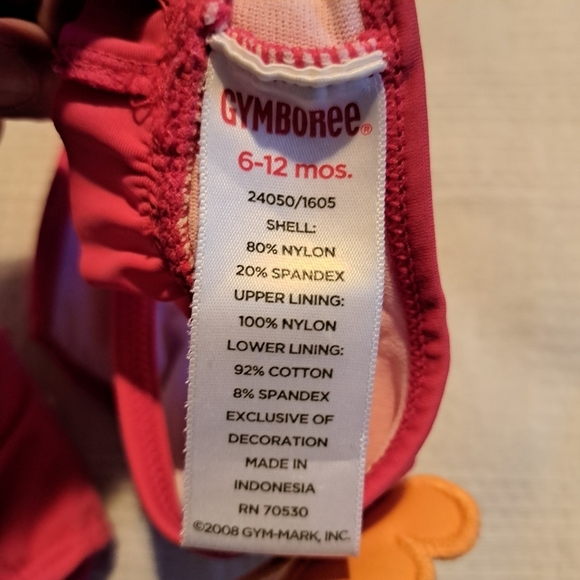 GYMBOREE®
6-12 mos.
24050/1605
SHELL:
80% NYLON
20% SPANDEX
UPPER LINING:
100% NYLON
LOWER LINING:
92% COTTON
8% SPANDEX
EXCLUSIVE OF
DECORATION
MADE IN
INDONESIA
RN 70530
©2008 GYM-MARK, INC.